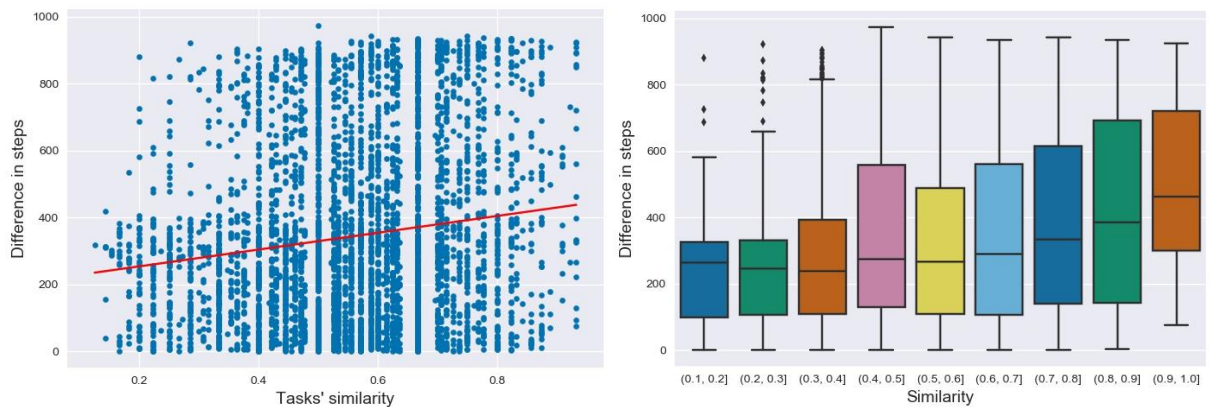 1000
800
600
400
200
0
Difference in steps
0.2 0.4 0.6 0.8
Tasks' similarity
1000
800
600
400
200
0
Difference in steps
(0.1, 0.2] (0.2, 0.3] (0.3, 0.4] (0.4, 0.5] (0.5, 0.6] (0.6, 0.7] (0.7, 0.8] (0.8, 0.9] (0.9, 1.0]
Similarity